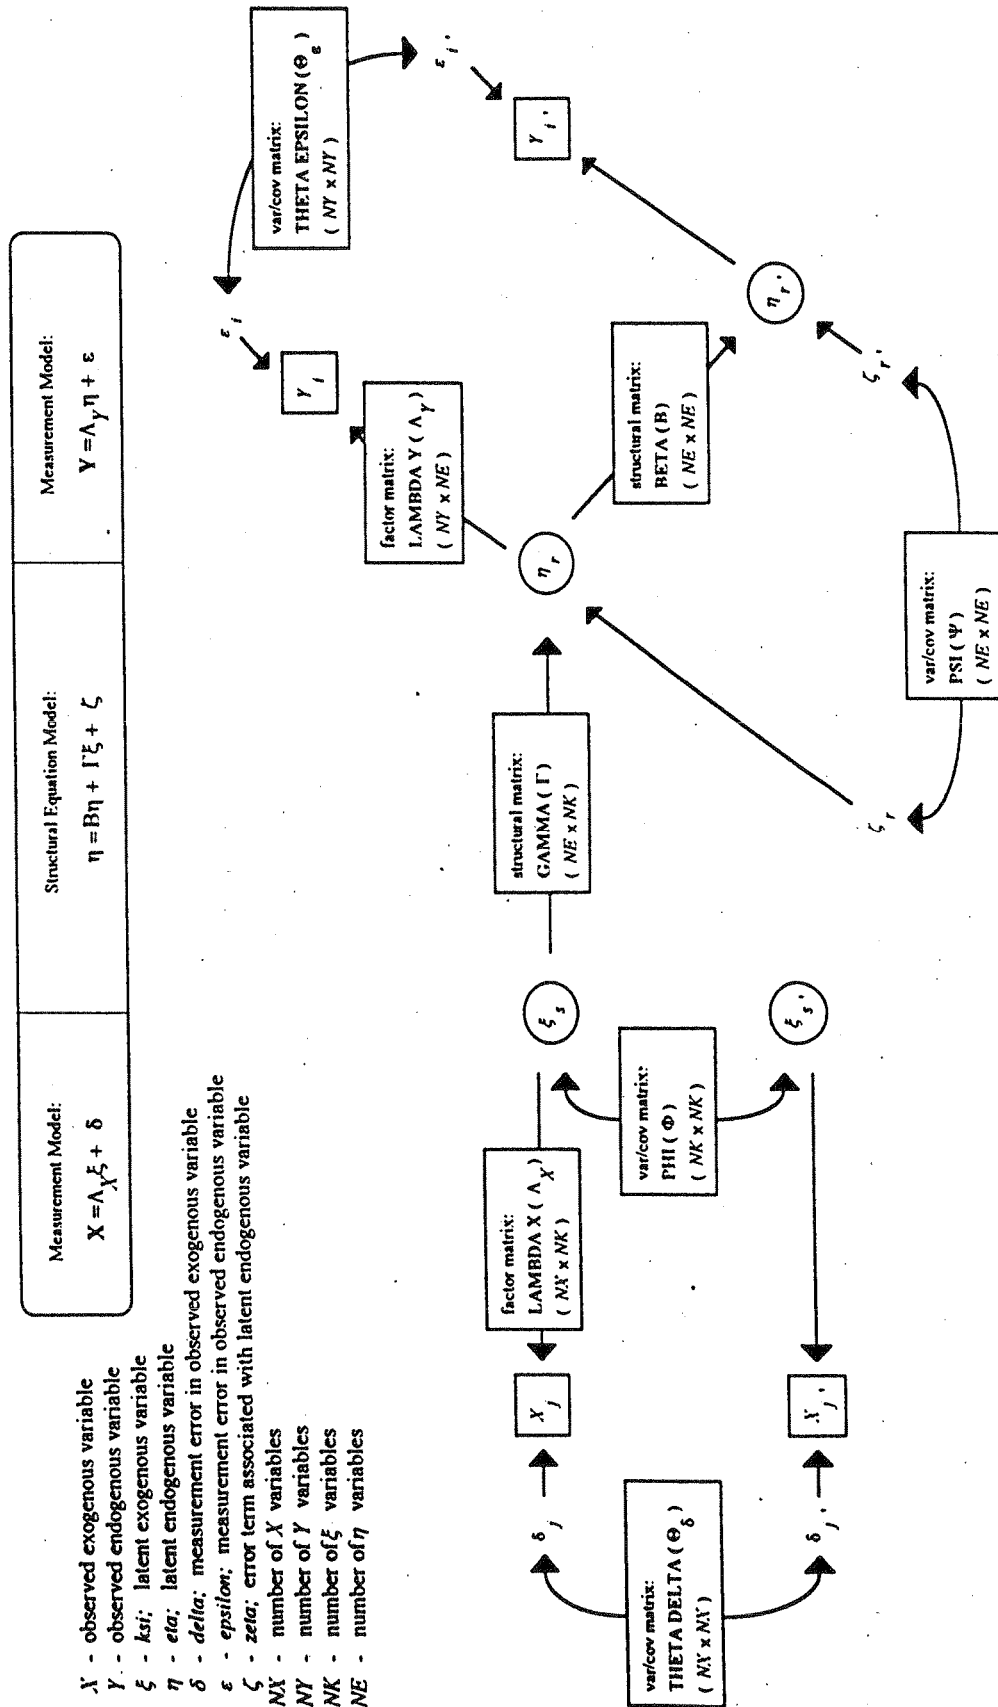 Measurement Model:
X = Λ_X ξ + δ
Structural Equation Model:
η = Bη + Γξ + ζ
Measurement Model:
Y = Λ_Y η + ε
X - observed exogenous variable
Y - observed endogenous variable
ξ - ksi; latent exogenous variable
η - eta; latent endogenous variable
δ - delta; measurement error in observed exogenous variable
ε - epsilon; measurement error in observed endogenous variable
ζ - zeta; error term associated with latent endogenous variable
NX - number of X variables
NY - number of Y variables
NK - number of ξ variables
NE - number of η variables
var/cov matrix:
THETA DELTA (Θ_δ)
( NX x NX )
δ_j
δ_j'
X_j
X_j'
factor matrix:
LAMBDA X ( Λ_X )
( NX x NK )
var/cov matrix:
PHI ( Φ )
( NK x NK )
ξ_s
ξ_s'
structural matrix:
GAMMA ( Γ )
( NE x NK )
ζ_r
η_r
var/cov matrix:
PSI ( Ψ )
( NE x NE )
factor matrix:
LAMBDA Y ( Λ_Y )
( NY x NE )
structural matrix:
BETA ( B )
( NE x NE )
ζ_r'
η_r'
Y_i
ε_i
var/cov matrix:
THETA EPSILON (Θ_ε)
( NY x NY )
Y_i'
ε_i'